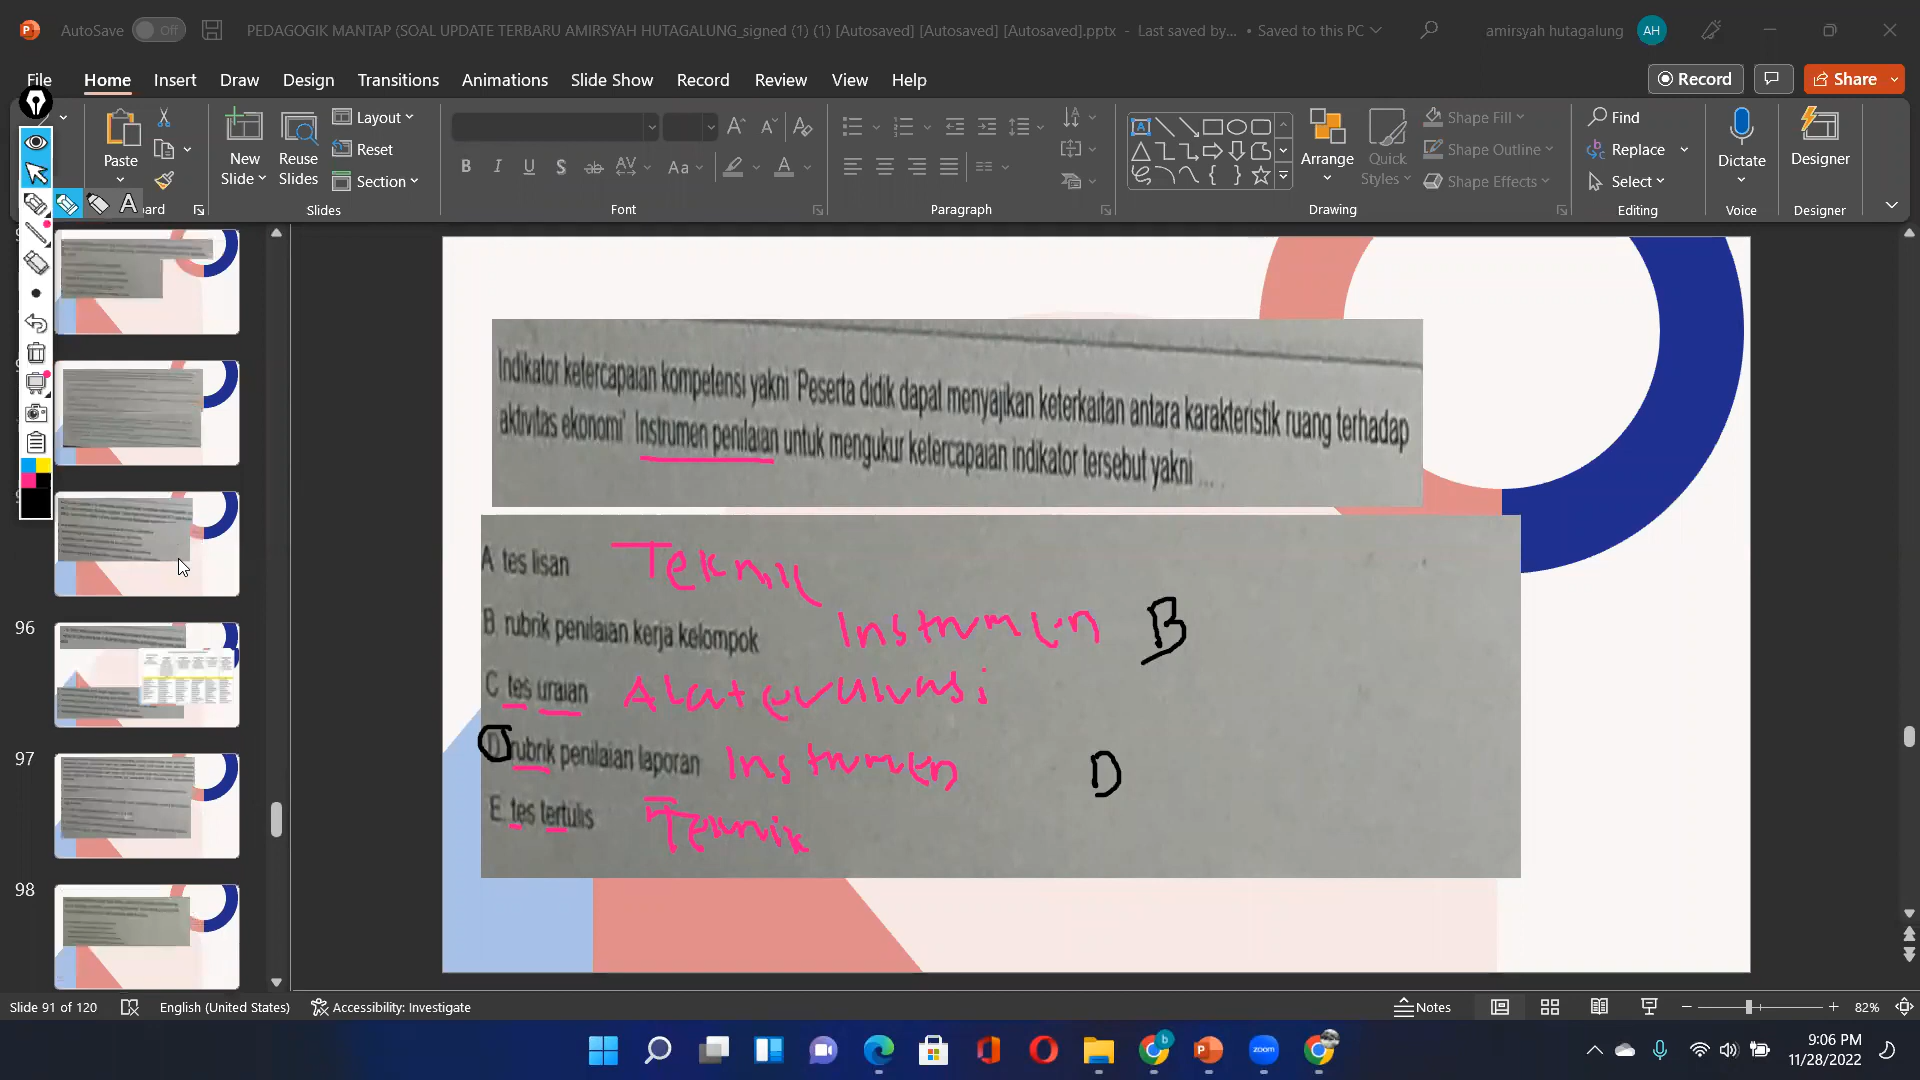 AutoSave Off PEDAGOGIK MANTAP (SOAL UPDATE TERBARU AMIRSYAH HUTAGALUNG_signed (1) (1) [Autosaved] [Autosaved] [Autosaved].pptx - Last saved by... • Saved to this PC amirsyah hutagalung AH
File Home Insert Draw Design Transitions Animations Slide Show Record Review View Help Record Share
Paste New Slide Reuse Slides Layout Reset Section
B I U S ab AV Aa A
Arrange Quick Styles Shape Fill Shape Outline Shape Effects
Find Replace Select Dictate Designer
A ard Slides Font Paragraph Drawing Editing Voice Designer
96
97
98
Indikator ketercapaian kompetensi yakni 'Peserta didik dapat menyajikan keterkaitan antara karakteristik ruang terhadap
aktivitas ekonomi' Instrumen penilaian untuk mengukur ketercapaian indikator tersebut yakni ...
A. tes lisan Teknik
B. rubrik penilaian kerja kelompok Instrumen B
C. tes uraian
D. rubrik penilaian laporan Instrumen D
E. tes tertulis Teknik
Slide 91 of 120 English (United States) Accessibility: Investigate Notes 82%
zoom
9:06 PM
11/28/2022